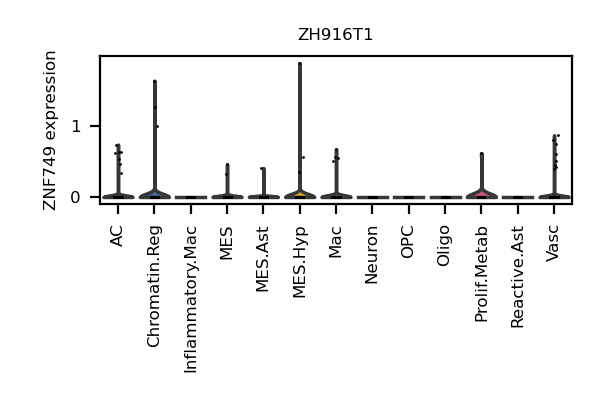 ZH916T1
ZNF749 expression
1
0
AC
Chromatin.Reg
Inflammatory.Mac
MES
MES.Ast
MES.Hyp
Mac
Neuron
OPC
Oligo
Prolif.Metab
Reactive.Ast
Vasc